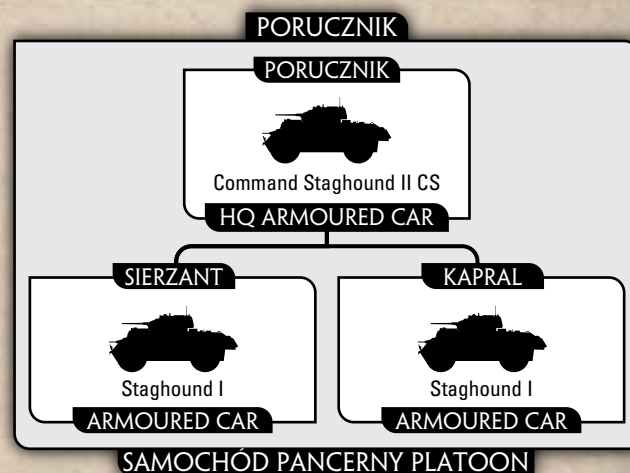 PORUCZNIK
PORUCZNIK
Command Staghound II CS
HQ ARMOURED CAR
SIERZANT
KAPRAL
Staghound I
Staghound I
ARMOURED CAR
ARMOURED CAR
SAMOCHÓD PANCERNY PLATOON